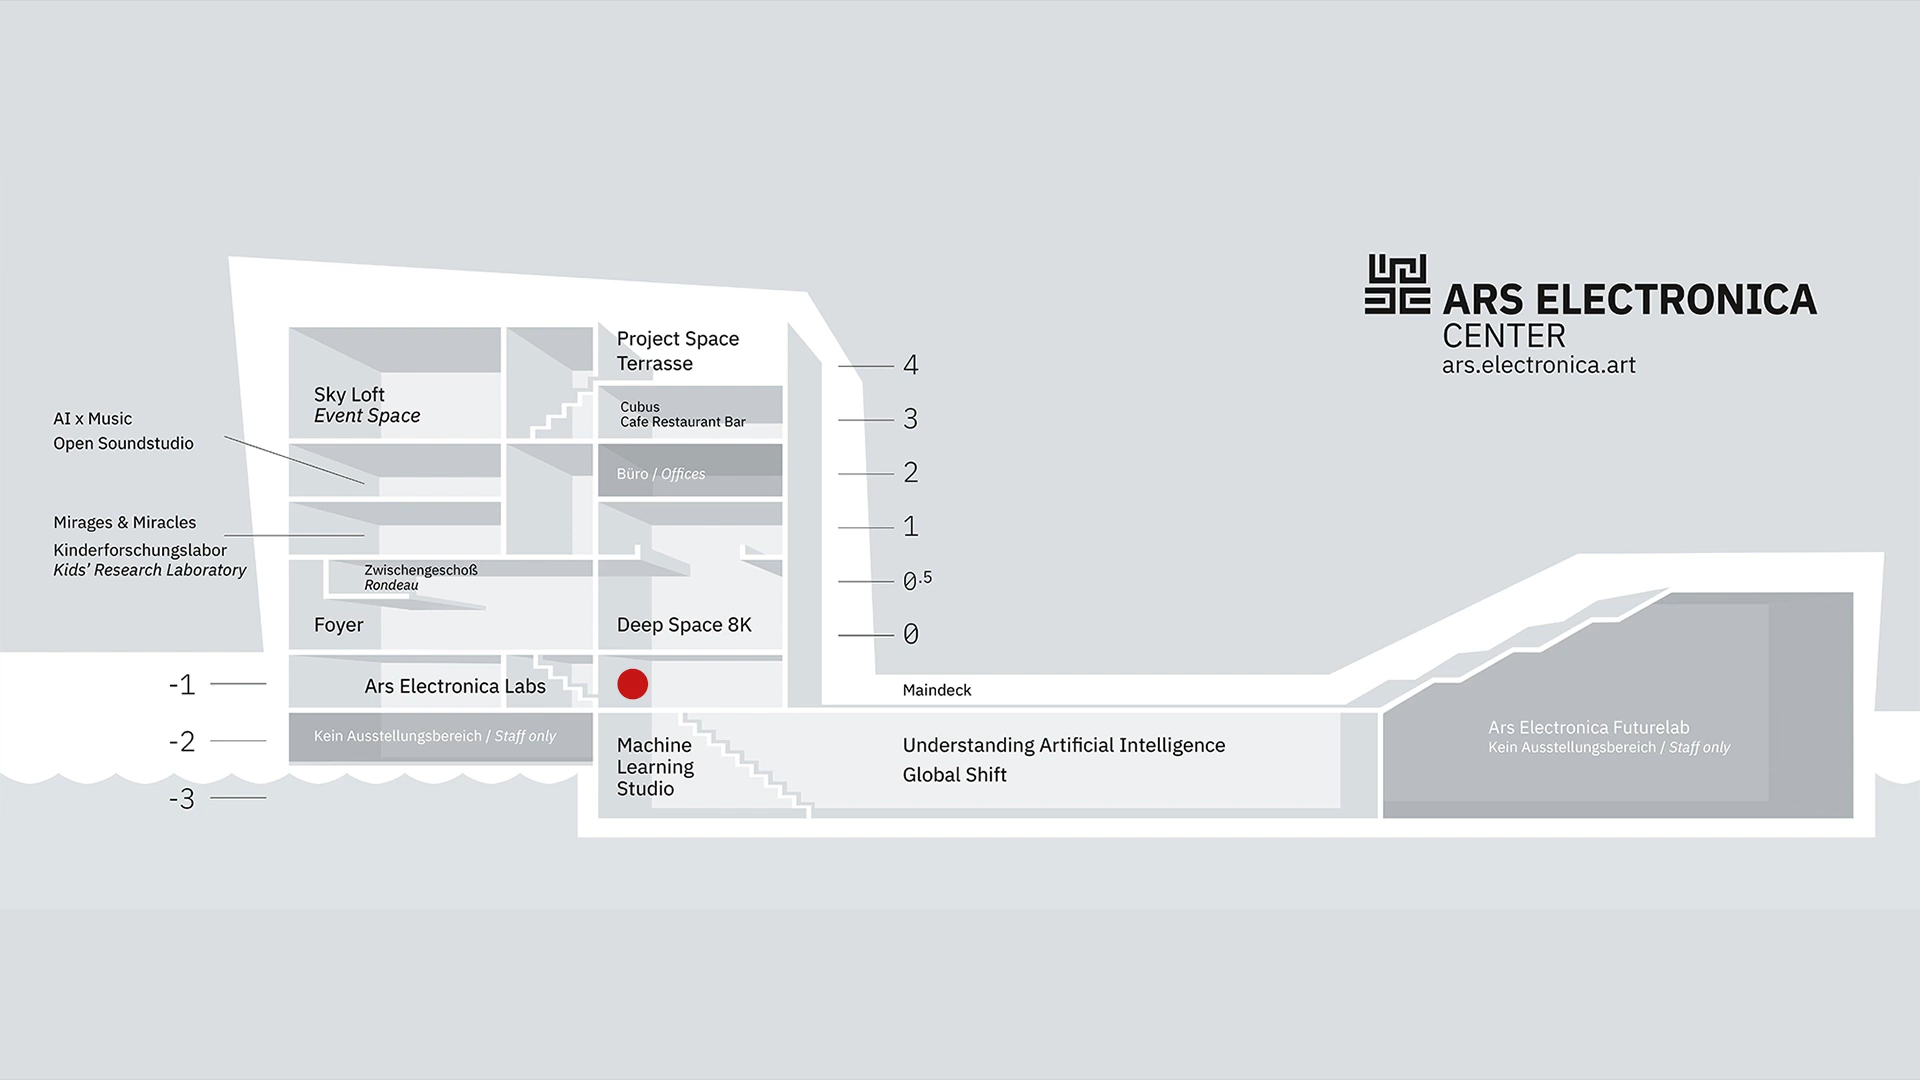 ARS ELECTRONICA
CENTER
ars.electronica.art
Project Space
Terrasse
4
Sky Loft
Event Space
Cubus
Cafe Restaurant Bar
3
AI x Music
Open Soundstudio
Büro / Offices
2
Mirages & Miracles
Kinderforschungslabor
Kids' Research Laboratory
1
Zwischengeschoß
Rondeau
0.5
Foyer
Deep Space 8K
0
-1
Ars Electronica Labs
Maindeck
-2
Kein Ausstellungsbereich / Staff only
Machine
Learning
Studio
Understanding Artificial Intelligence
Global Shift
Ars Electronica Futurelab
Kein Ausstellungsbereich / Staff only
-3